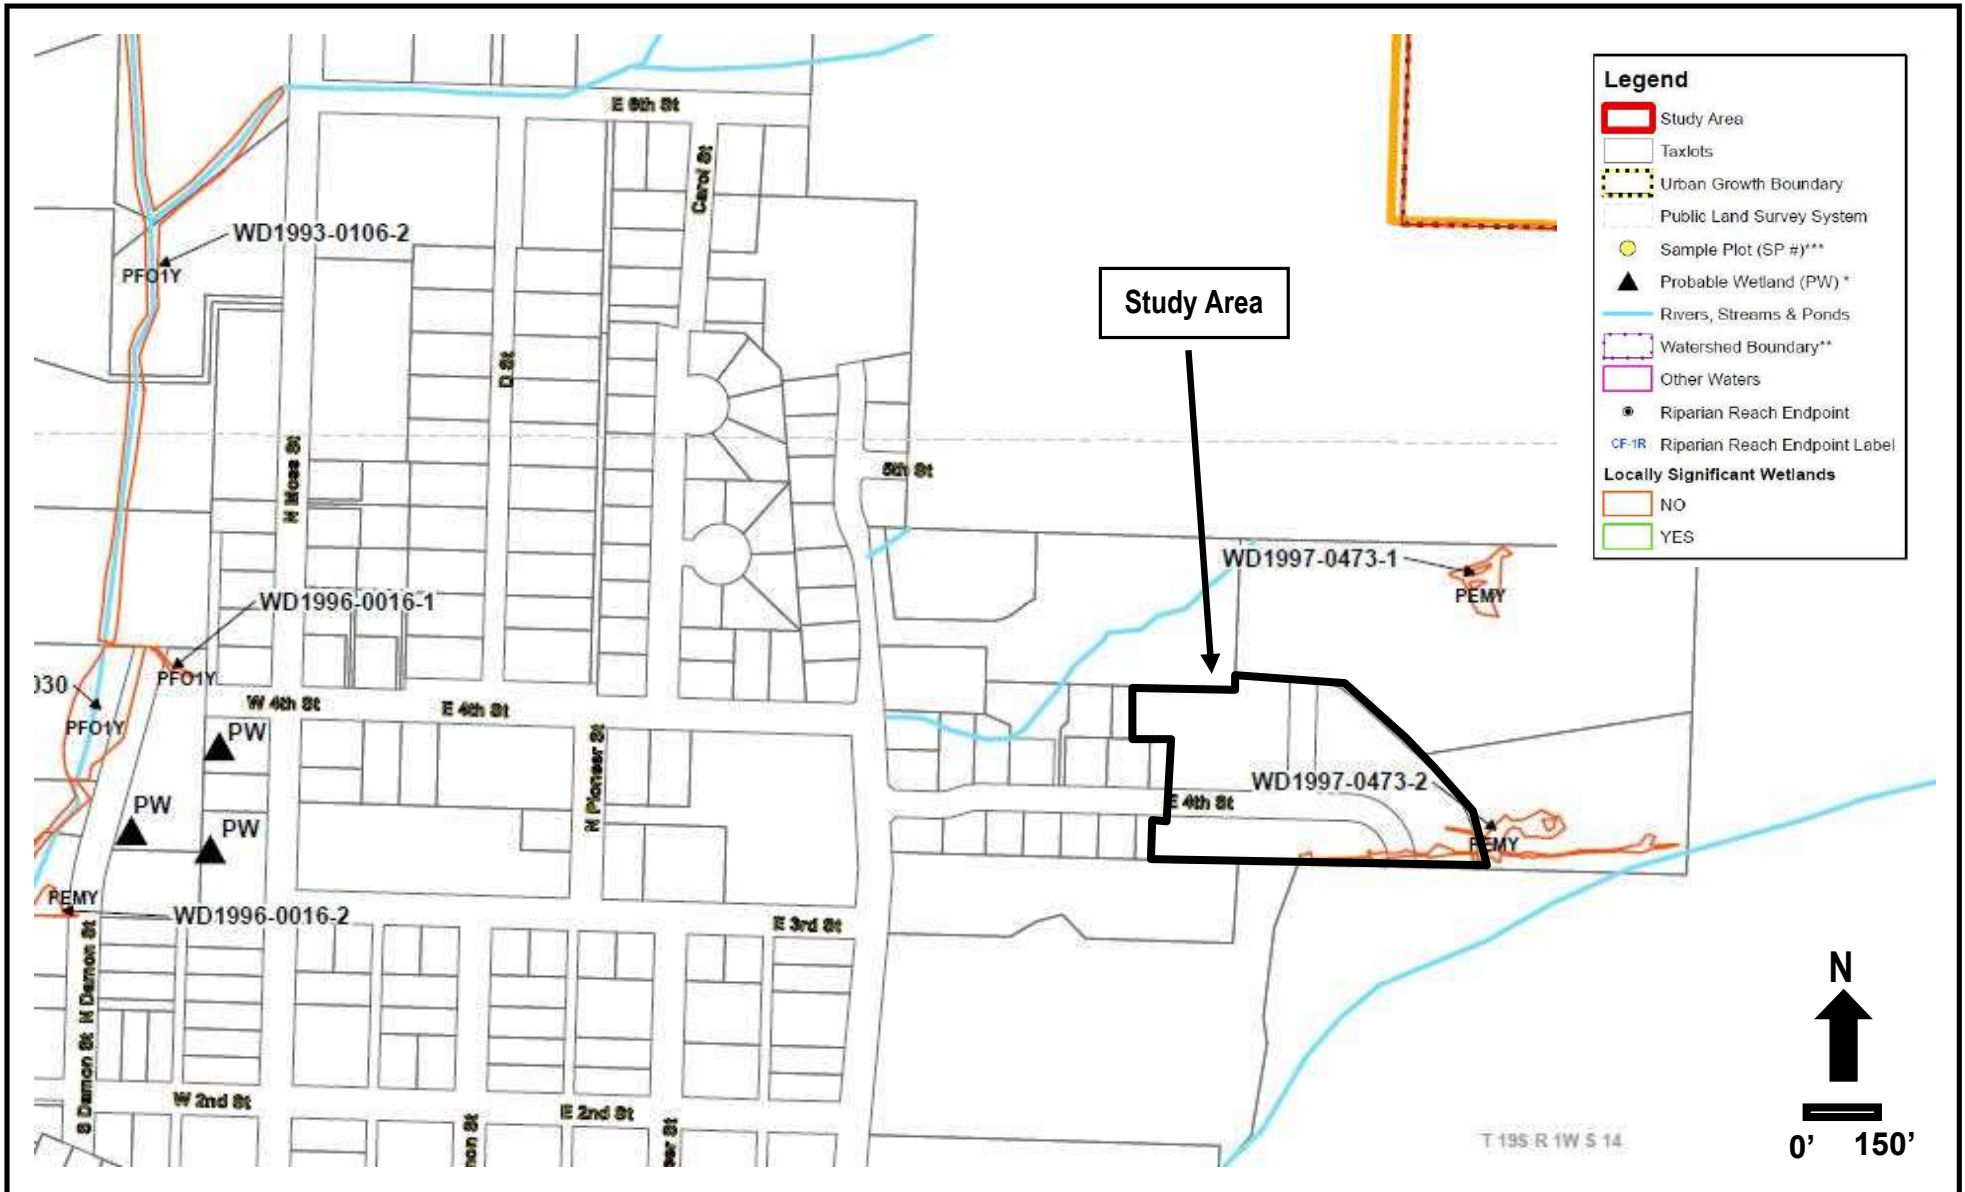 E 6th St
Carol St
WD1993-0106-2
PFO1Y
D St
N Moss St
5th St
Study Area
WD1997-0473-1
PEMY
WD1996-0016-1
PFO1Y
030
PFO1Y
W 4th St
E 4th St
PW
PW
PW
N Pioneer St
WD1997-0473-2
E 4th St
PEMY
PEMY
WD1996-0016-2
E 3rd St
N Damon St
S Damon St
W 2nd St
E 2nd St
non St
er St
T 19S R 1W S 14
N
0' 150'
Legend
Study Area
Taxlots
Urban Growth Boundary
Public Land Survey System
Sample Plot (SP #)***
Probable Wetland (PW) *
Rivers, Streams & Ponds
Watershed Boundary**
Other Waters
Riparian Reach Endpoint
CF-1R Riparian Reach Endpoint Label
Locally Significant Wetlands
NO
YES